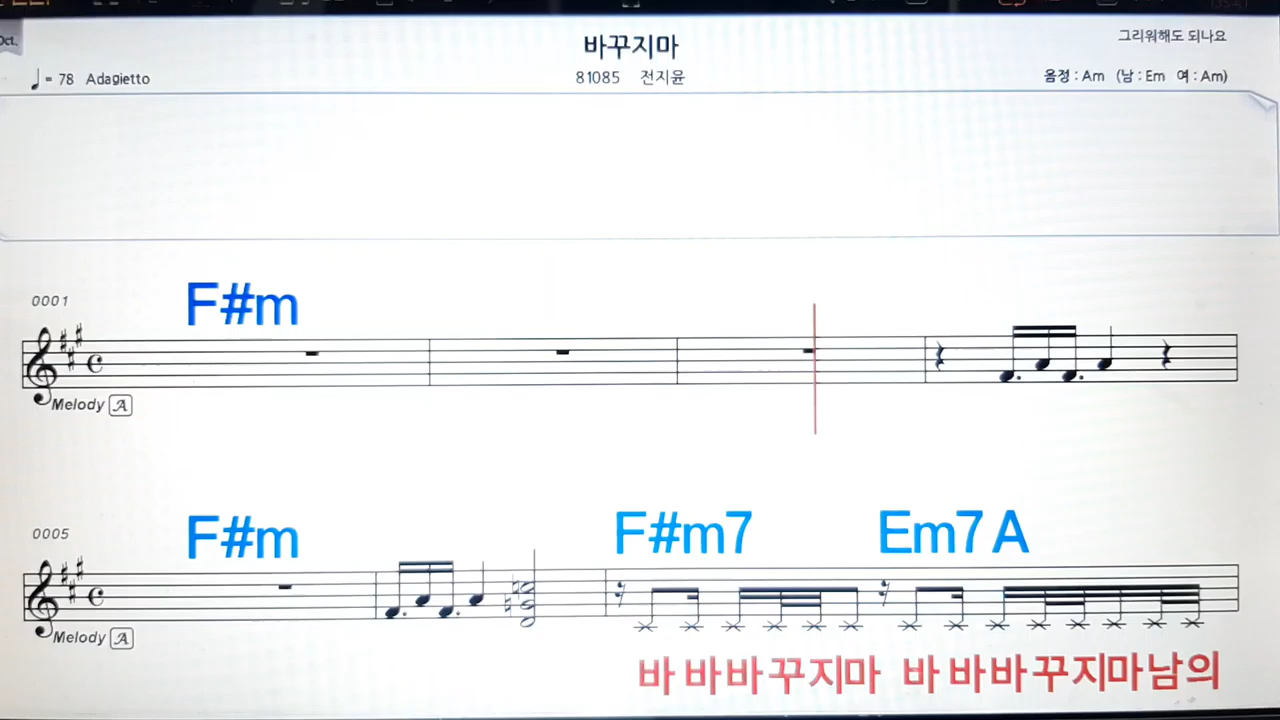 Oct.
바꾸지마
그리워해도 되나요
♩= 78 Adagietto
81085 전지윤
음정 : Am (남 : Em 여 : Am)
0001
F#m
Melody A
0005
F#m F#m7 Em7 A
Melody A
바 바바 꾸지마 바 바바 꾸지마남의